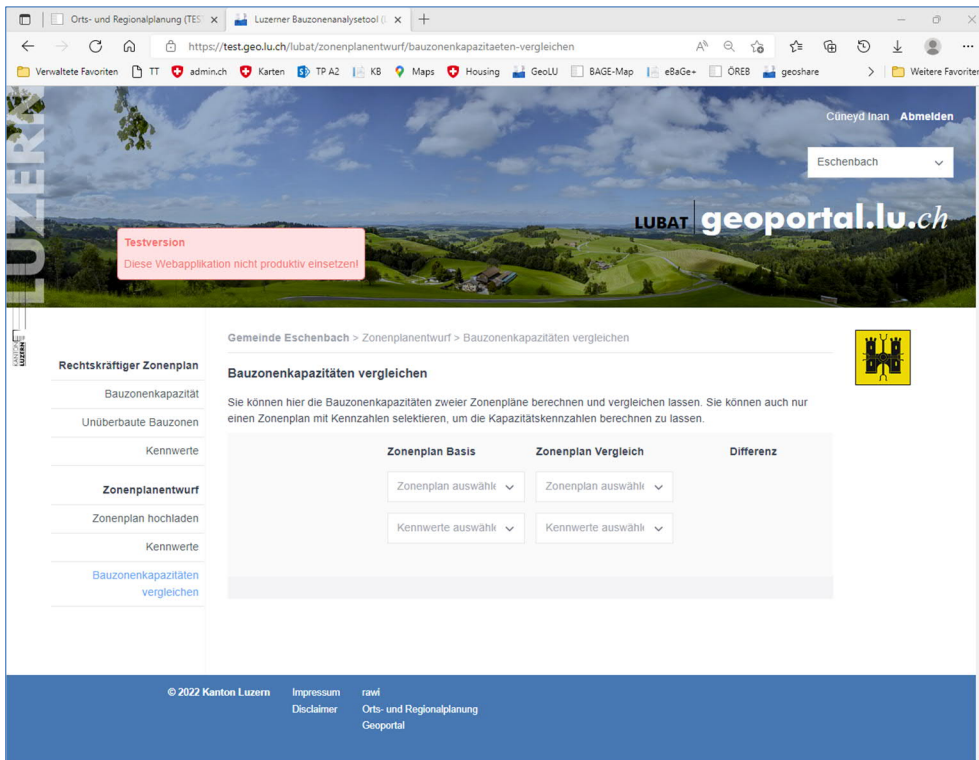 Orts- und Regionalplanung (TES
Luzerner Bauzonenanalysetool (L
https://test.geo.lu.ch/lubat/zonenplanentwurf/bauzonenkapazitaeten-vergleichen
Verwaltete Favoriten TT admin.ch Karten TP A2 KB Maps Housing GeoLU BAGE-Map eBaGe+ ÖREB geoshare Weitere Favoriten
LUZERN
Cüneyd Inan Abmelden
Eschenbach
LUBAT geoportal.lu.ch
Testversion
Diese Webapplikation nicht produktiv einsetzen!
KANTON
LUZERN
Gemeinde Eschenbach > Zonenplanentwurf > Bauzonenkapazitäten vergleichen
Rechtskräftiger Zonenplan
Bauzonenkapazität
Unüberbaute Bauzonen
Kennwerte
Zonenplanentwurf
Zonenplan hochladen
Kennwerte
Bauzonenkapazitäten
vergleichen
Bauzonenkapazitäten vergleichen
Sie können hier die Bauzonenkapazitäten zweier Zonenpläne berechnen und vergleichen lassen. Sie können auch nur
einen Zonenplan mit Kennzahlen selektieren, um die Kapazitätskennzahlen berechnen zu lassen.
Zonenplan Basis Zonenplan Vergleich Differenz
Zonenplan auswähle Zonenplan auswähle
Kennwerte auswähle Kennwerte auswähle
© 2022 Kanton Luzern Impressum rawi
Disclaimer Orts- und Regionalplanung
Geoportal